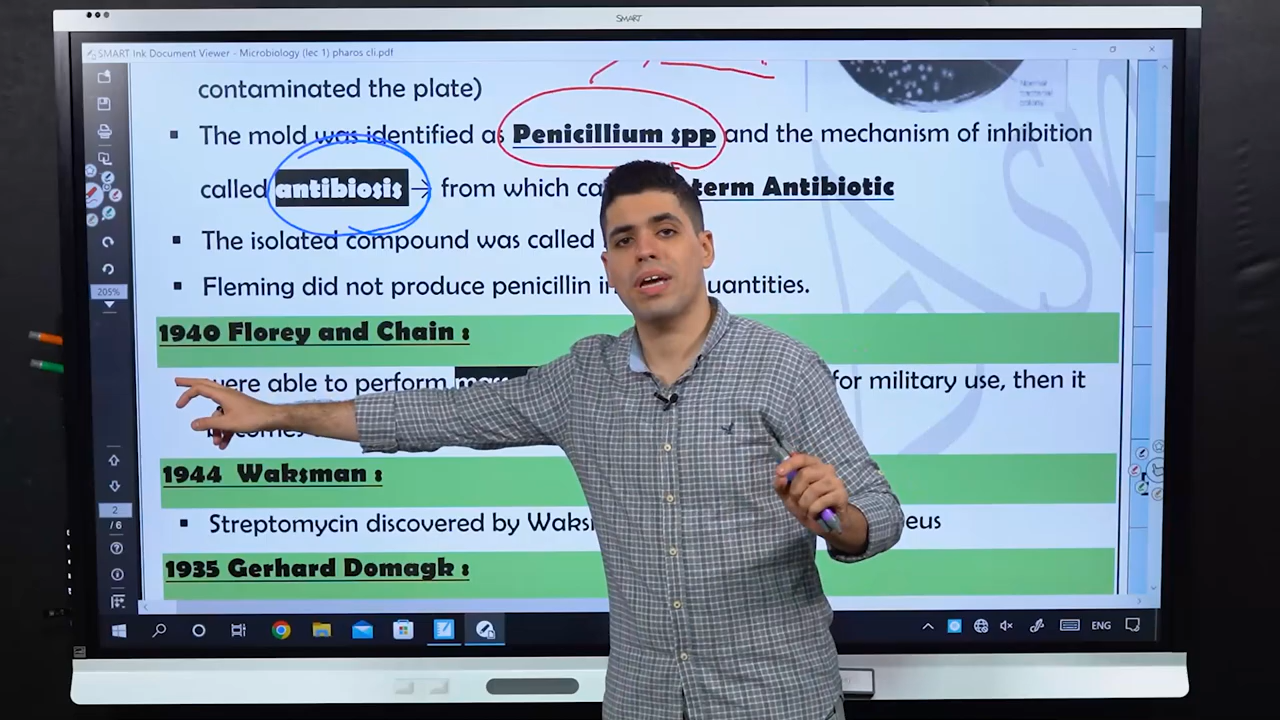 SMART
SMART Ink Document Viewer - Microbiology (lec 1) pharos cli.pdf
contaminated the plate)
▪ The mold was identified as Penicillium spp and the mechanism of inhibition
called antibiosis → from which term Antibiotic
▪ The isolated compound was called
▪ Fleming did not produce penicillin in quantities.
205%
1940 Florey and Chain :
were able to perform for military use, then it
1944 Waksman :
2
/ 6
▪ Streptomycin discovered by
1935 Gerhard Domagk :
ENG